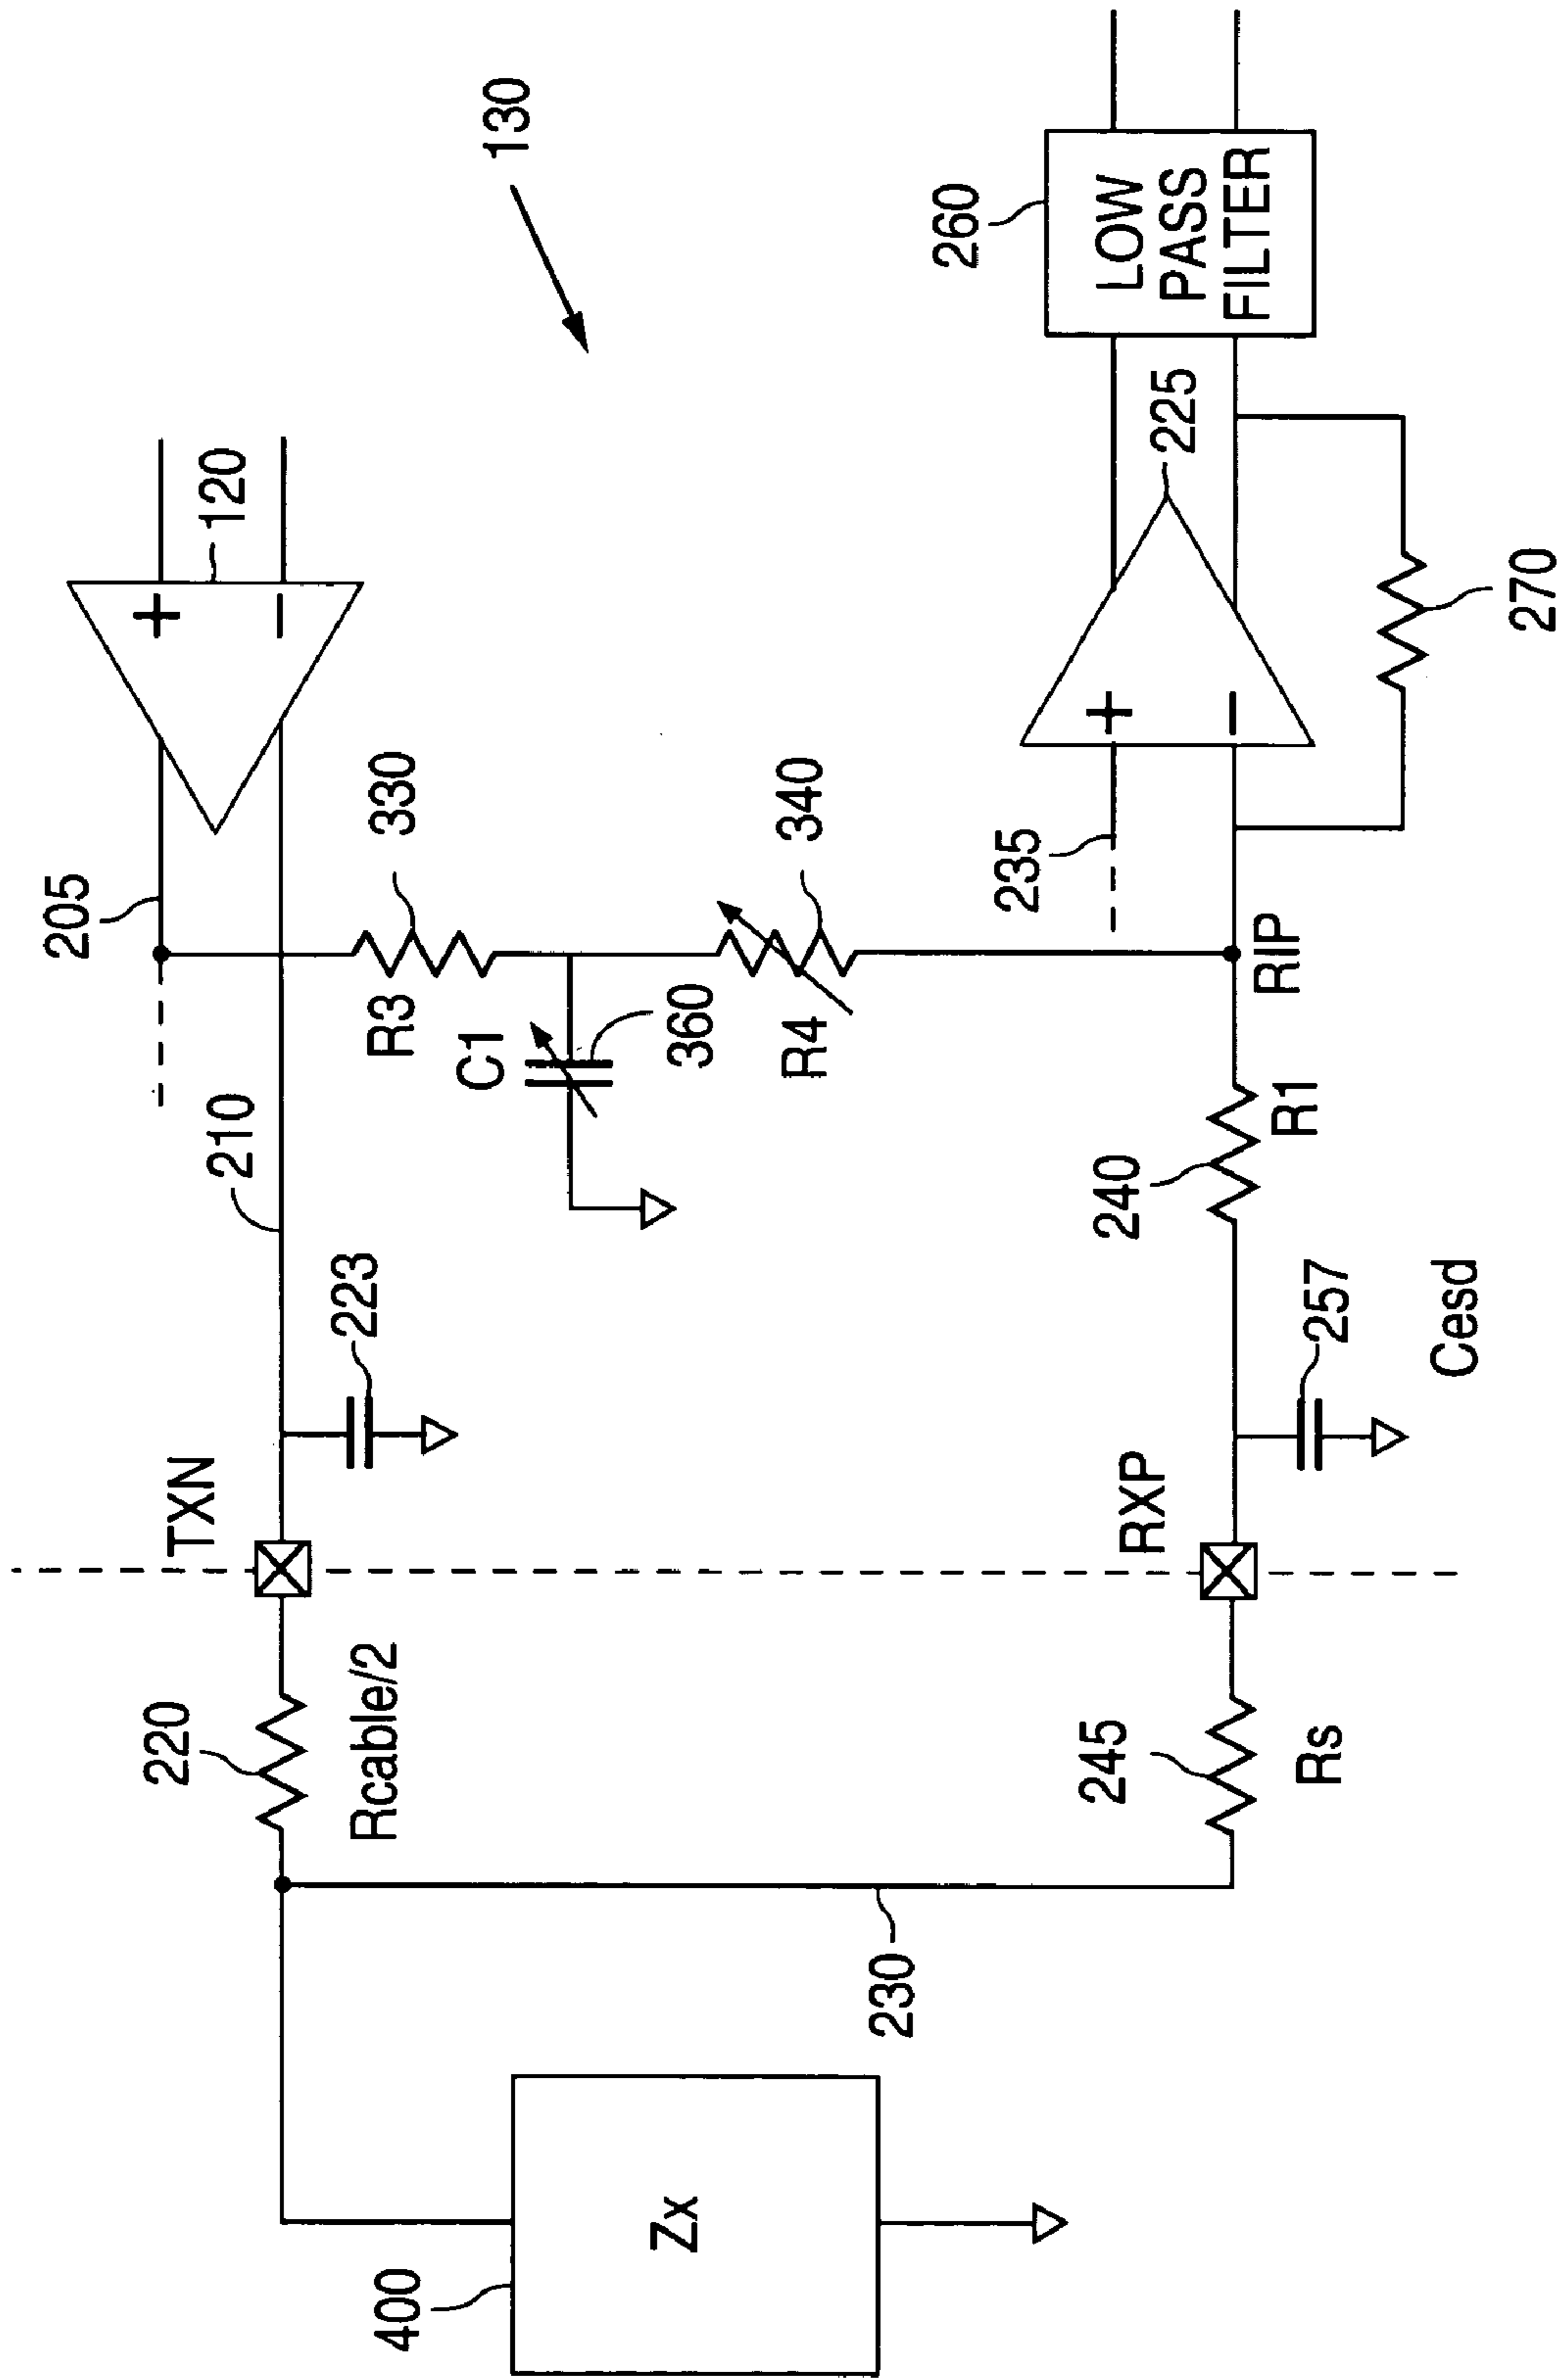 130
205
120
+
−
210
TXN
223
220
Rcable/2
R3
330
C1
360
R4
340
235
+
−
225
260
LOW
PASS
FILTER
270
RIP
240
R1
RXP
257
Cesd
245
Rs
230
400
Zx